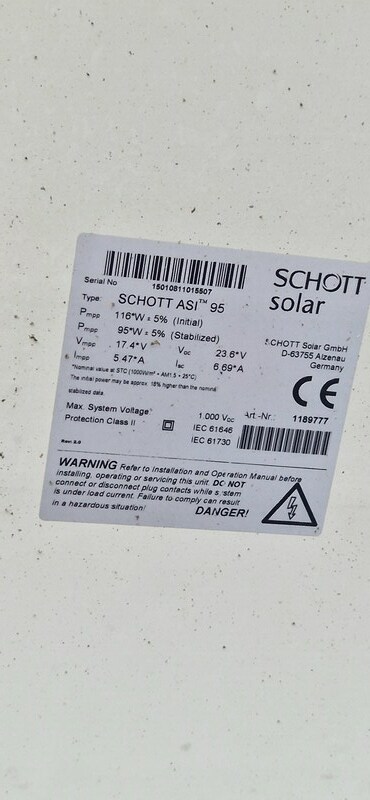 Serial No 15010811015507
SCHOTT
solar
Type: SCHOTT ASI™ 95
Pmpp 116*W ± 5% (Initial)
Pmpp 95*W ± 5% (Stabilized)
Vmpp 17.4*V Voc 23.6*V
Impp 5.47*A Isc 6.69*A
*Nominal value at STC (1000W/m² • AM1.5 • 25°C)
The initial power may be approx. 18% higher than the nominal
stabilized data.
SCHOTT Solar GmbH
D-63755 Alzenau
Germany
CE
Max. System Voltage 1.000 VDC
Protection Class II IEC 61646
IEC 61730
Art.-Nr.: 1189777
WARNING Refer to Installation and Operation Manual before
installing, operating or servicing this unit. DO NOT
connect or disconnect plug contacts while system
is under load current. Failure to comply can result
in a hazardous situation!
DANGER!